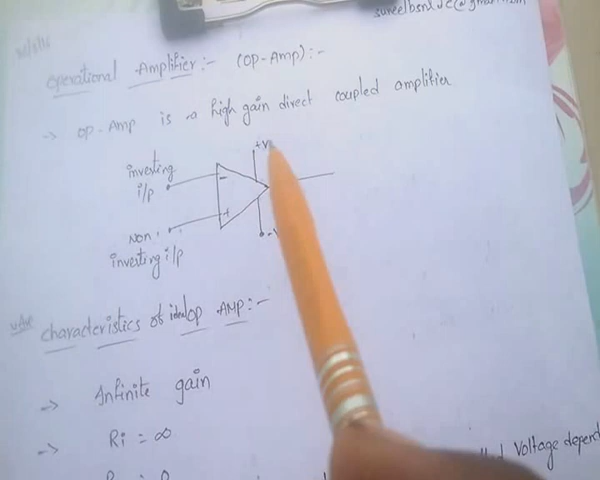 Operational Amplifier:- (OP-Amp):-
-> OP-Amp is a high gain direct coupled amplifier
inverting
i/p
-
+V
+
-V
Non.
inverting i/p
characteristics of ideal OP AMP:-
-> Infinite gain
-> Ri = ∞
Voltage depend